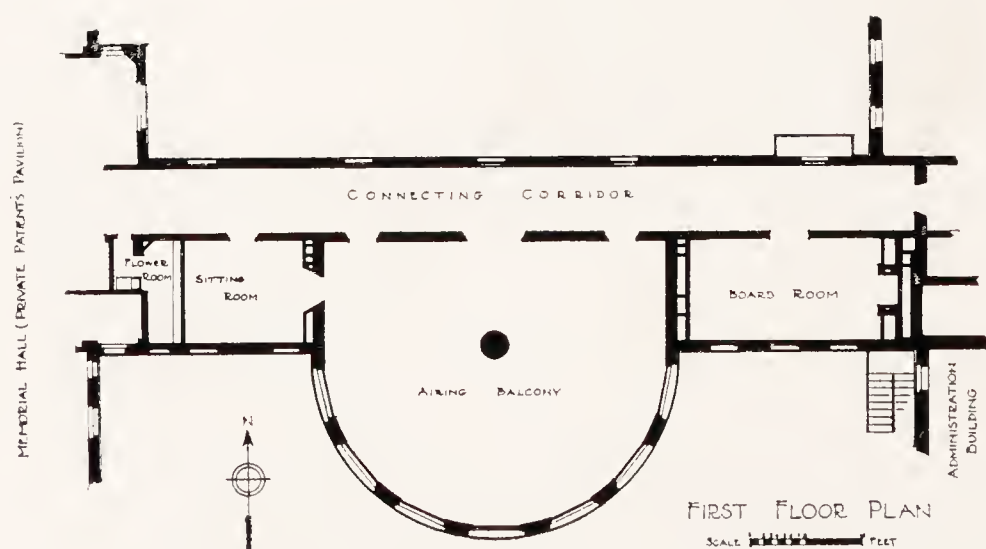 MEMORIAL HALL (PRIVATE PATIENT'S PAVILION)
CONNECTING CORRIDOR
FLOWER
ROOM
SITTING
ROOM
BOARD ROOM
AIRING BALCONY
N
ADMINISTRATION
BUILDING
FIRST FLOOR PLAN
SCALE FEET